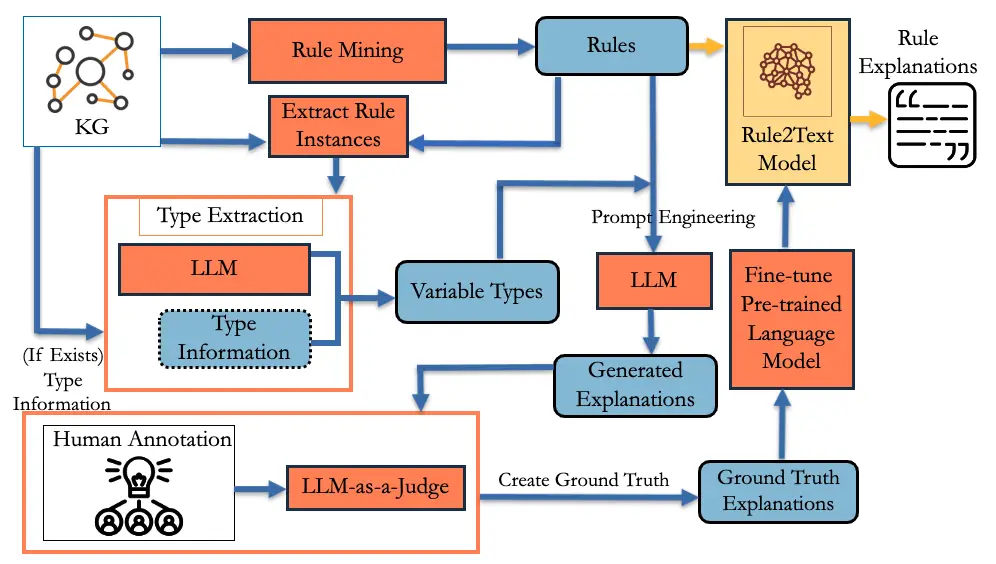 KG
Rule Mining
Rules
Rule2Text
Model
Rule
Explanations
Extract Rule
Instances
Type Extraction
LLM
Type
Information
Variable Types
Prompt Engineering
LLM
Generated
Explanations
Fine-tune
Pre-trained
Language
Model
(If Exists)
Type
Information
Human Annotation
LLM-as-a-Judge
Create Ground Truth
Ground Truth
Explanations